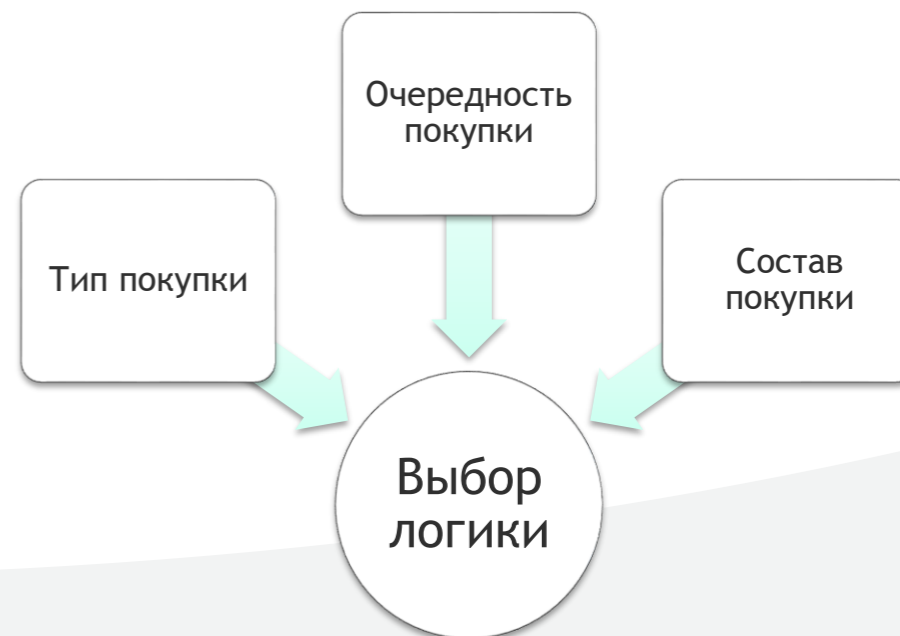 Очередность
покупки
Тип покупки
Состав
покупки
Выбор
логики